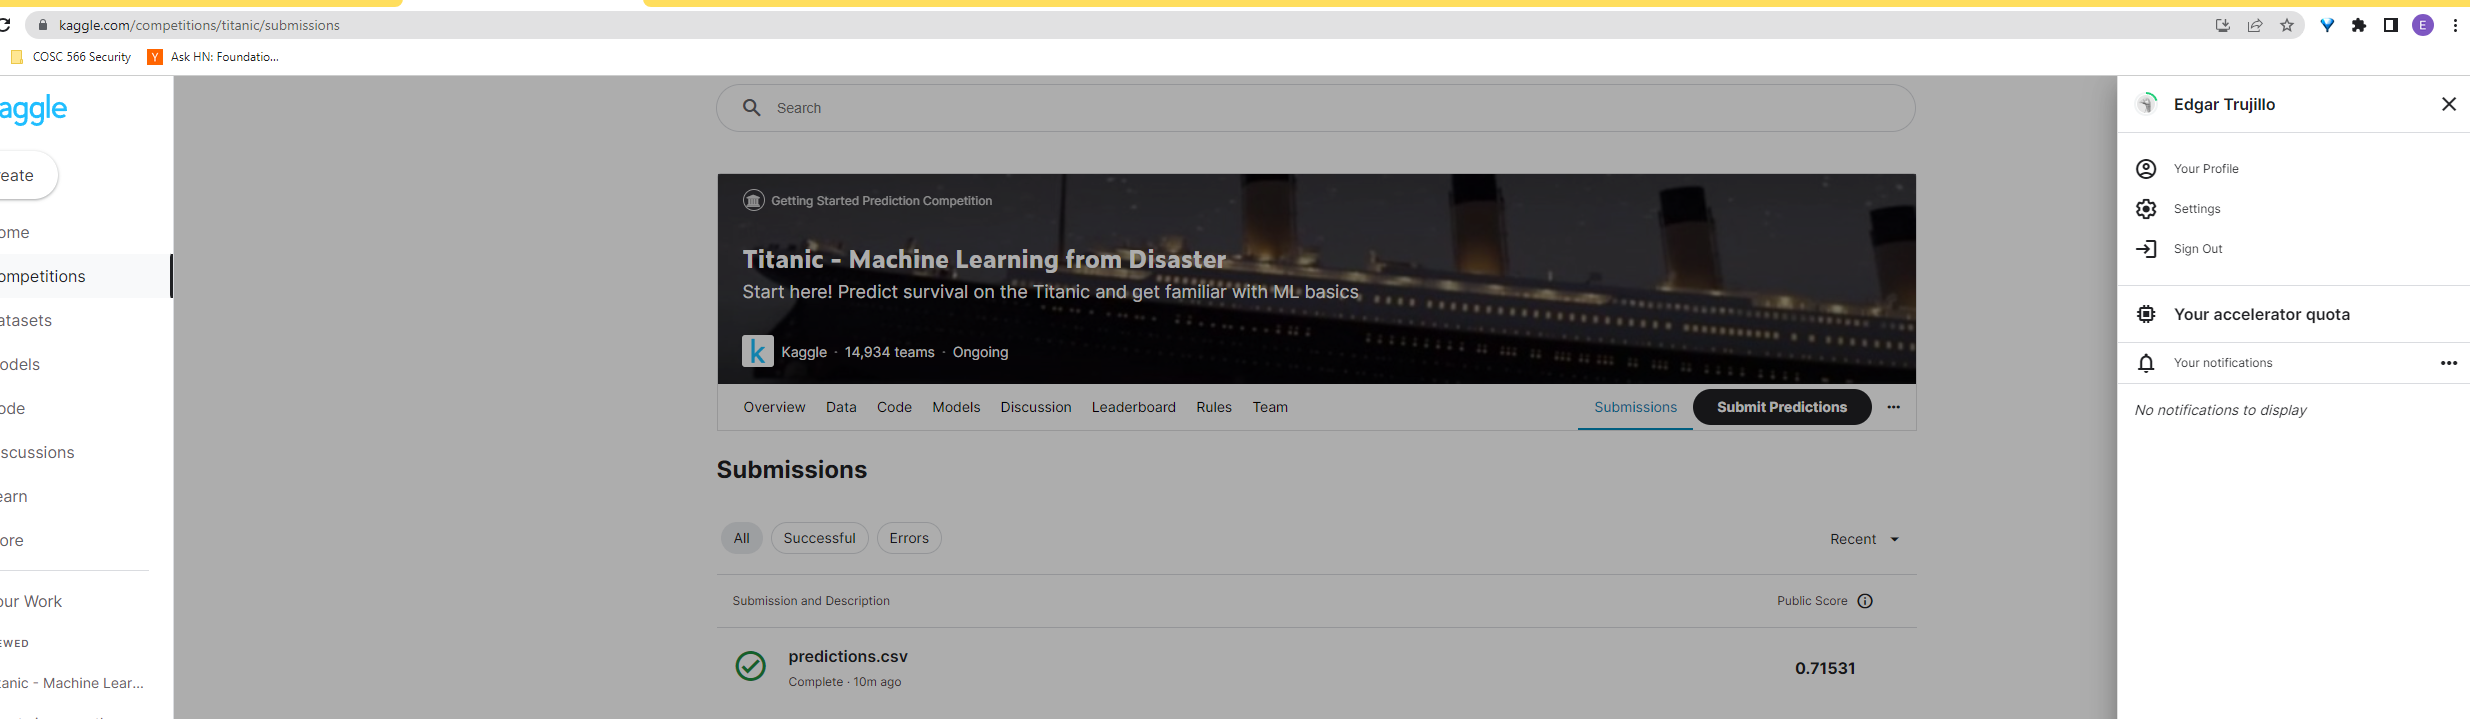 kaggle.com/competitions/titanic/submissions
E
COSC 566 Security
Y Ask HN: Foundatio...
aggle
eate
ome
ompetitions
atasets
odels
ode
scussions
earn
ore
our Work
EWED
tanic - Machine Lear...
Search
Getting Started Prediction Competition
Titanic - Machine Learning from Disaster
Start here! Predict survival on the Titanic and get familiar with ML basics
k Kaggle · 14,934 teams · Ongoing
Overview Data Code Models Discussion Leaderboard Rules Team Submissions Submit Predictions ...
Submissions
All Successful Errors Recent
Submission and Description Public Score
predictions.csv
Complete · 10m ago
0.71531
Edgar Trujillo
Your Profile
Settings
Sign Out
Your accelerator quota
Your notifications
No notifications to display